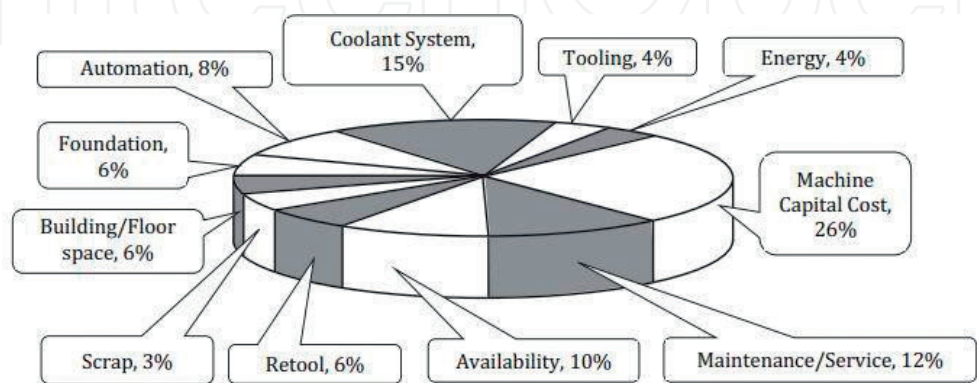 Coolant System,
15%
Tooling, 4%
Energy, 4%
Automation, 8%
Foundation,
6%
Machine
Capital Cost,
26%
Building/Floor
space, 6%
Scrap, 3%
Retool, 6%
Availability, 10%
Maintenance/Service, 12%